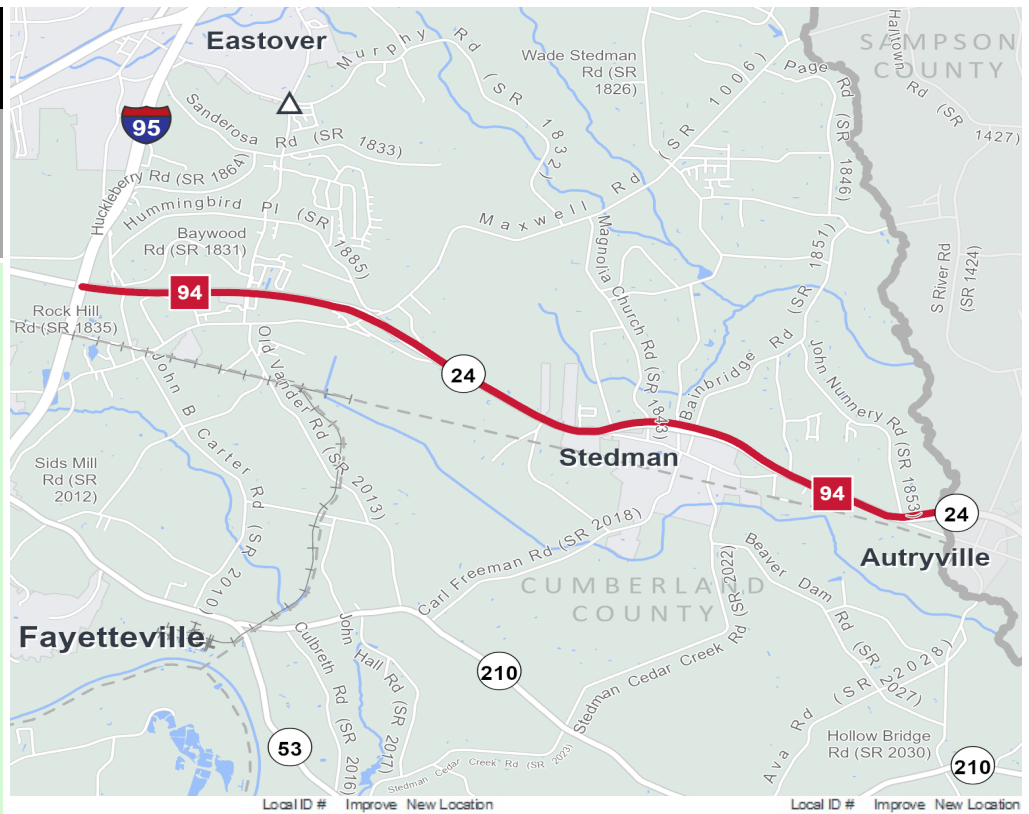 Eastover
Murphy Rd (SR 1832)
Wade Stedman
Rd (SR
1826)
SAMPSON
COUNTY
Halltown Rd (SR 1427)
Page Rd (SR 1846)
95
Sanderosa Rd (SR 1833)
Maxwell Rd (SR 1006)
Huckleberry Rd (SR 1864)
Hummingbird Pl (SR 1885)
Baywood
Rd (SR 1831)
Magnolia Church Rd (SR 1843)
Bainbridge Rd (SR 1851)
S River Rd
(SR 1424)
94
Rock Hill
Rd (SR 1835)
24
John B Carter Rd (SR 2010)
Old Vander Rd (SR 2013)
John Nunnery Rd (SR 1853)
Stedman
Sids Mill
Rd (SR
2012)
94
24
Autryville
Carl Freeman Rd (SR 2018)
CUMBERLAND
COUNTY
Beaver Dam Rd (SR 2027)
Stedman Cedar Creek Rd (SR 2022)
Fayetteville
Culbreth Rd (SR 2016)
John Hall Rd (SR 2017)
210
Ava Rd (SR 2028)
53
Stedman Cedar Creek Rd (SR 2023)
Hollow Bridge
Rd (SR 2030)
210
Local ID # Improve New Location
Local ID # Improve New Location